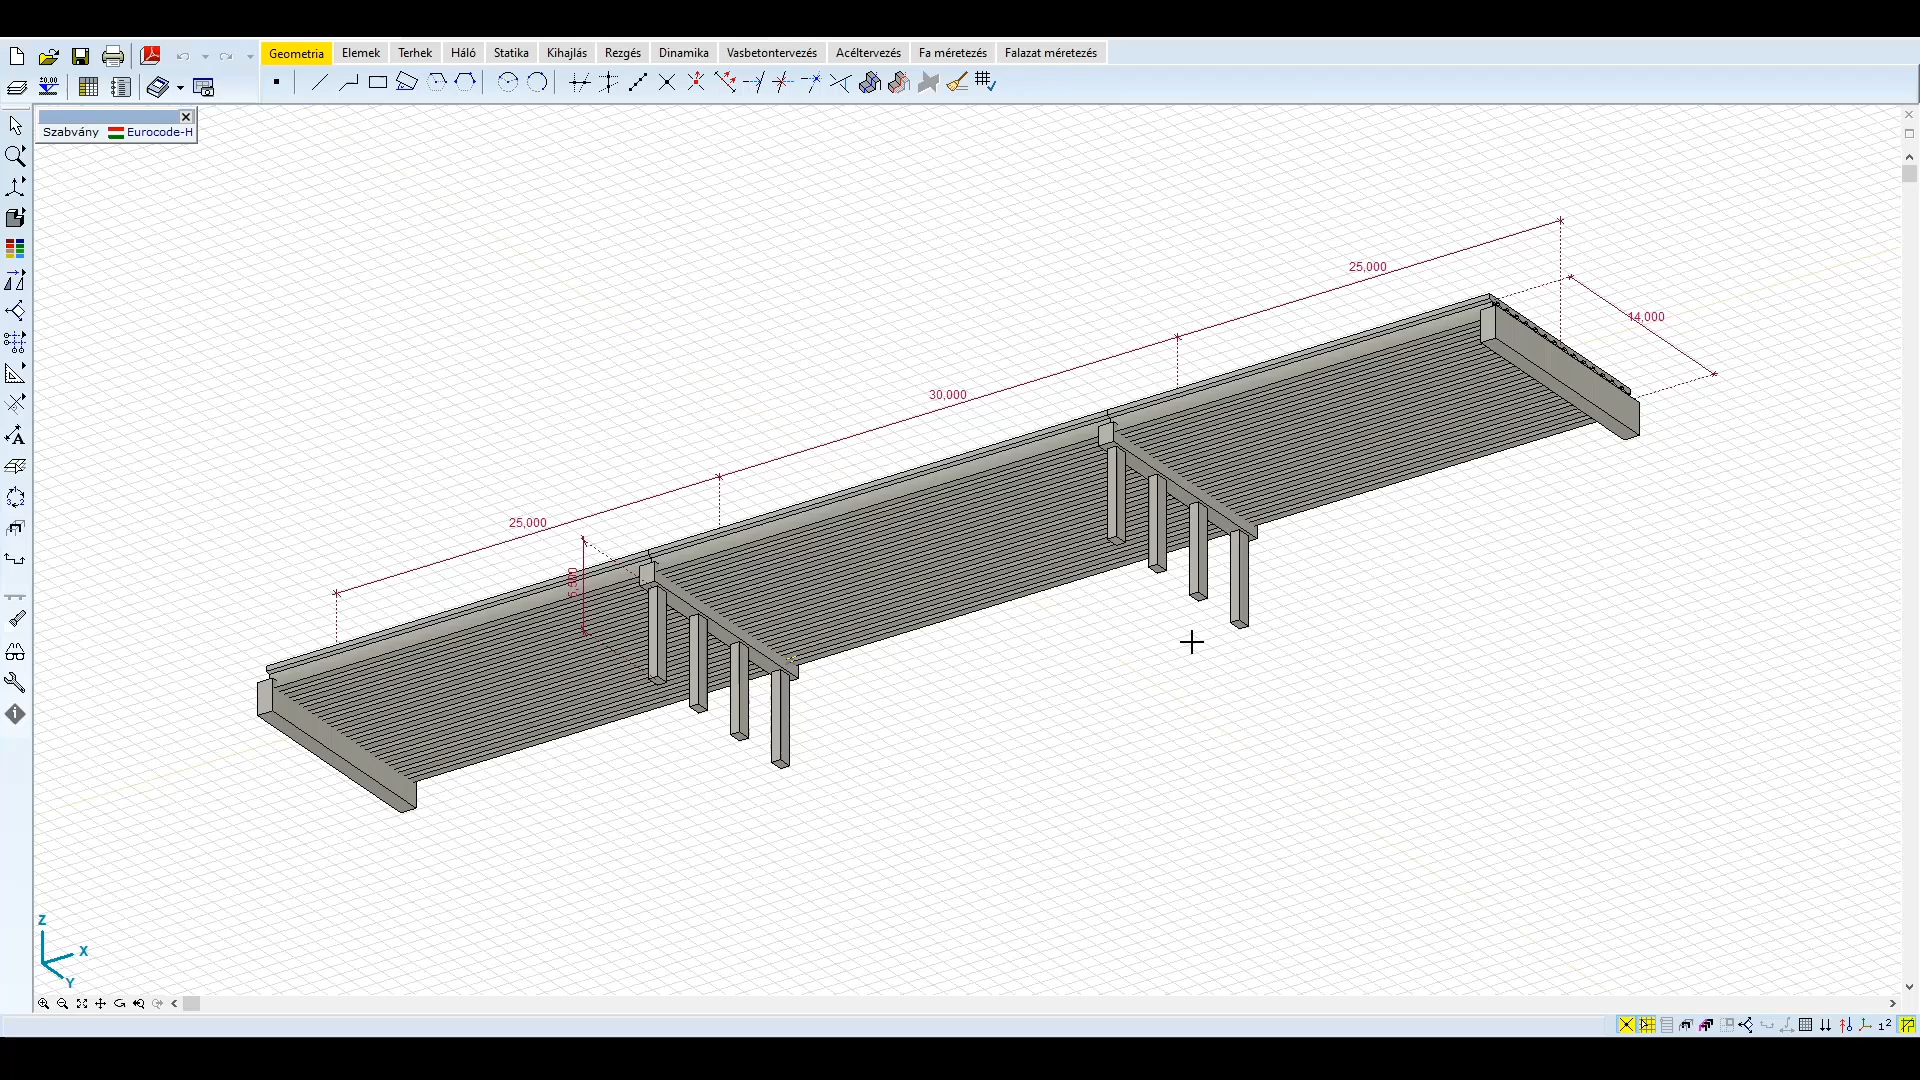 Geometria Elemek Terhek Háló Statika Kihajlás Rezgés Dinamika Vasbetontervezés Acéltervezés Fa méretezés Falazat méretezés
Szabvány Eurocode-H
25,000
14,000
30,000
25,000
Z
X
Y